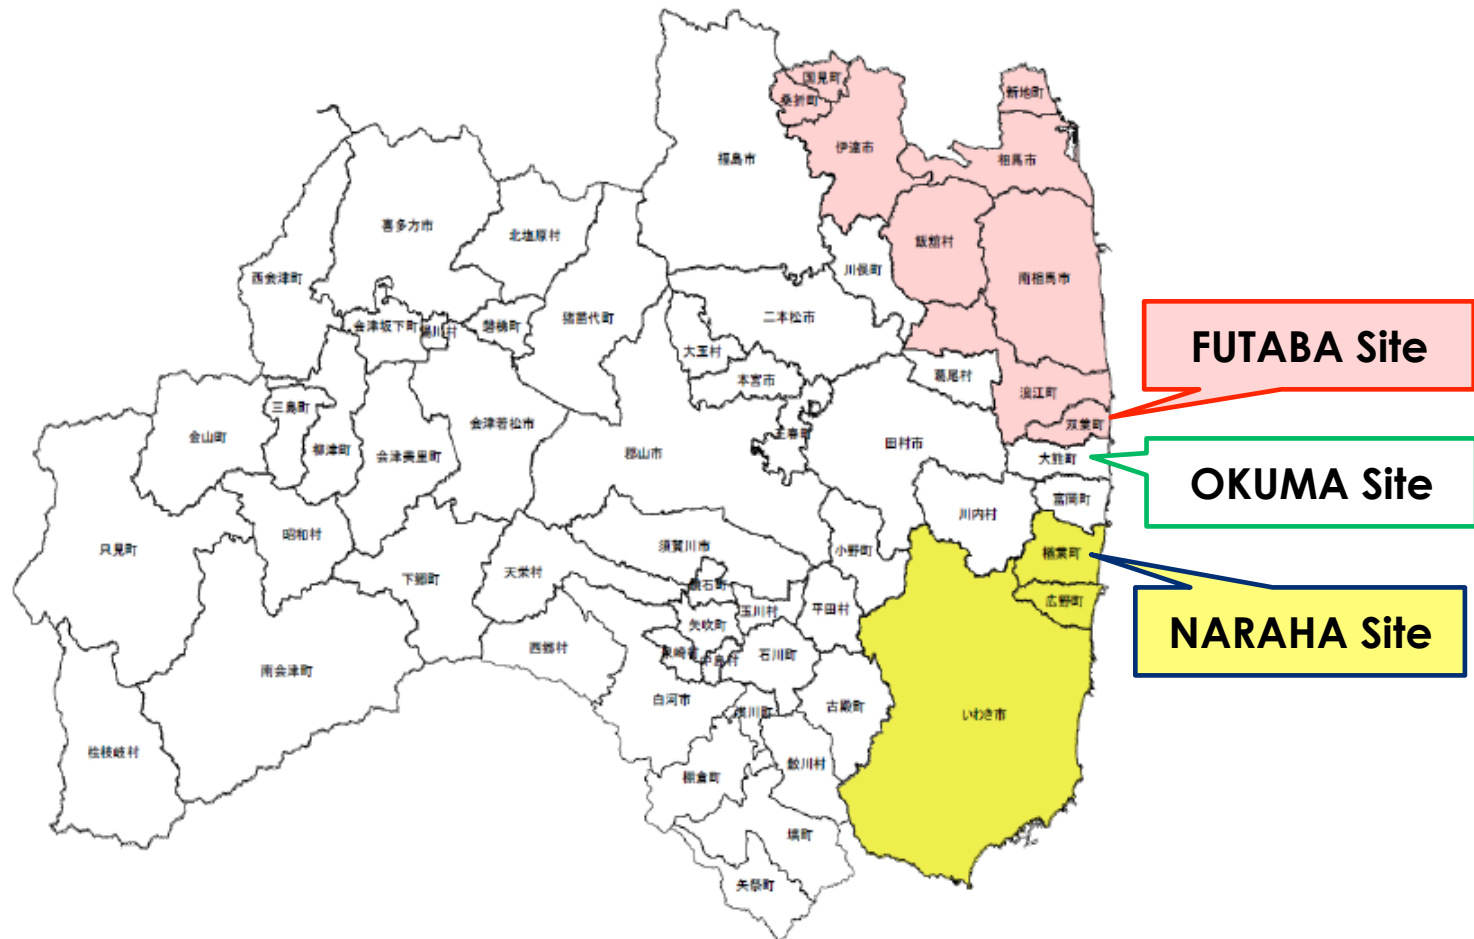 国見町
桑折町
新地町
伊達市
相馬市
福島市
喜多方市
北塩原村
飯舘村
川俣町
南相馬市
西会津町
会津坂下町
湯川村
磐梯町
猪苗代町
二本松市
大玉村
本宮市
葛尾村
浪江町
双葉町
FUTABA Site
三島町
金山町
柳津町
会津美里町
会津若松市
郡山市
三春町
田村市
大熊町
OKUMA Site
富岡町
川内村
只見町
昭和村
下郷町
天栄村
須賀川市
小野町
楢葉町
広野町
NARAHA Site
鏡石町
玉川村
平田村
矢吹町
泉崎村
中島村
石川町
西郷村
南会津町
白河市
浅川町
古殿町
いわき市
檜枝岐村
棚倉町
鮫川村
塙町
矢祭町